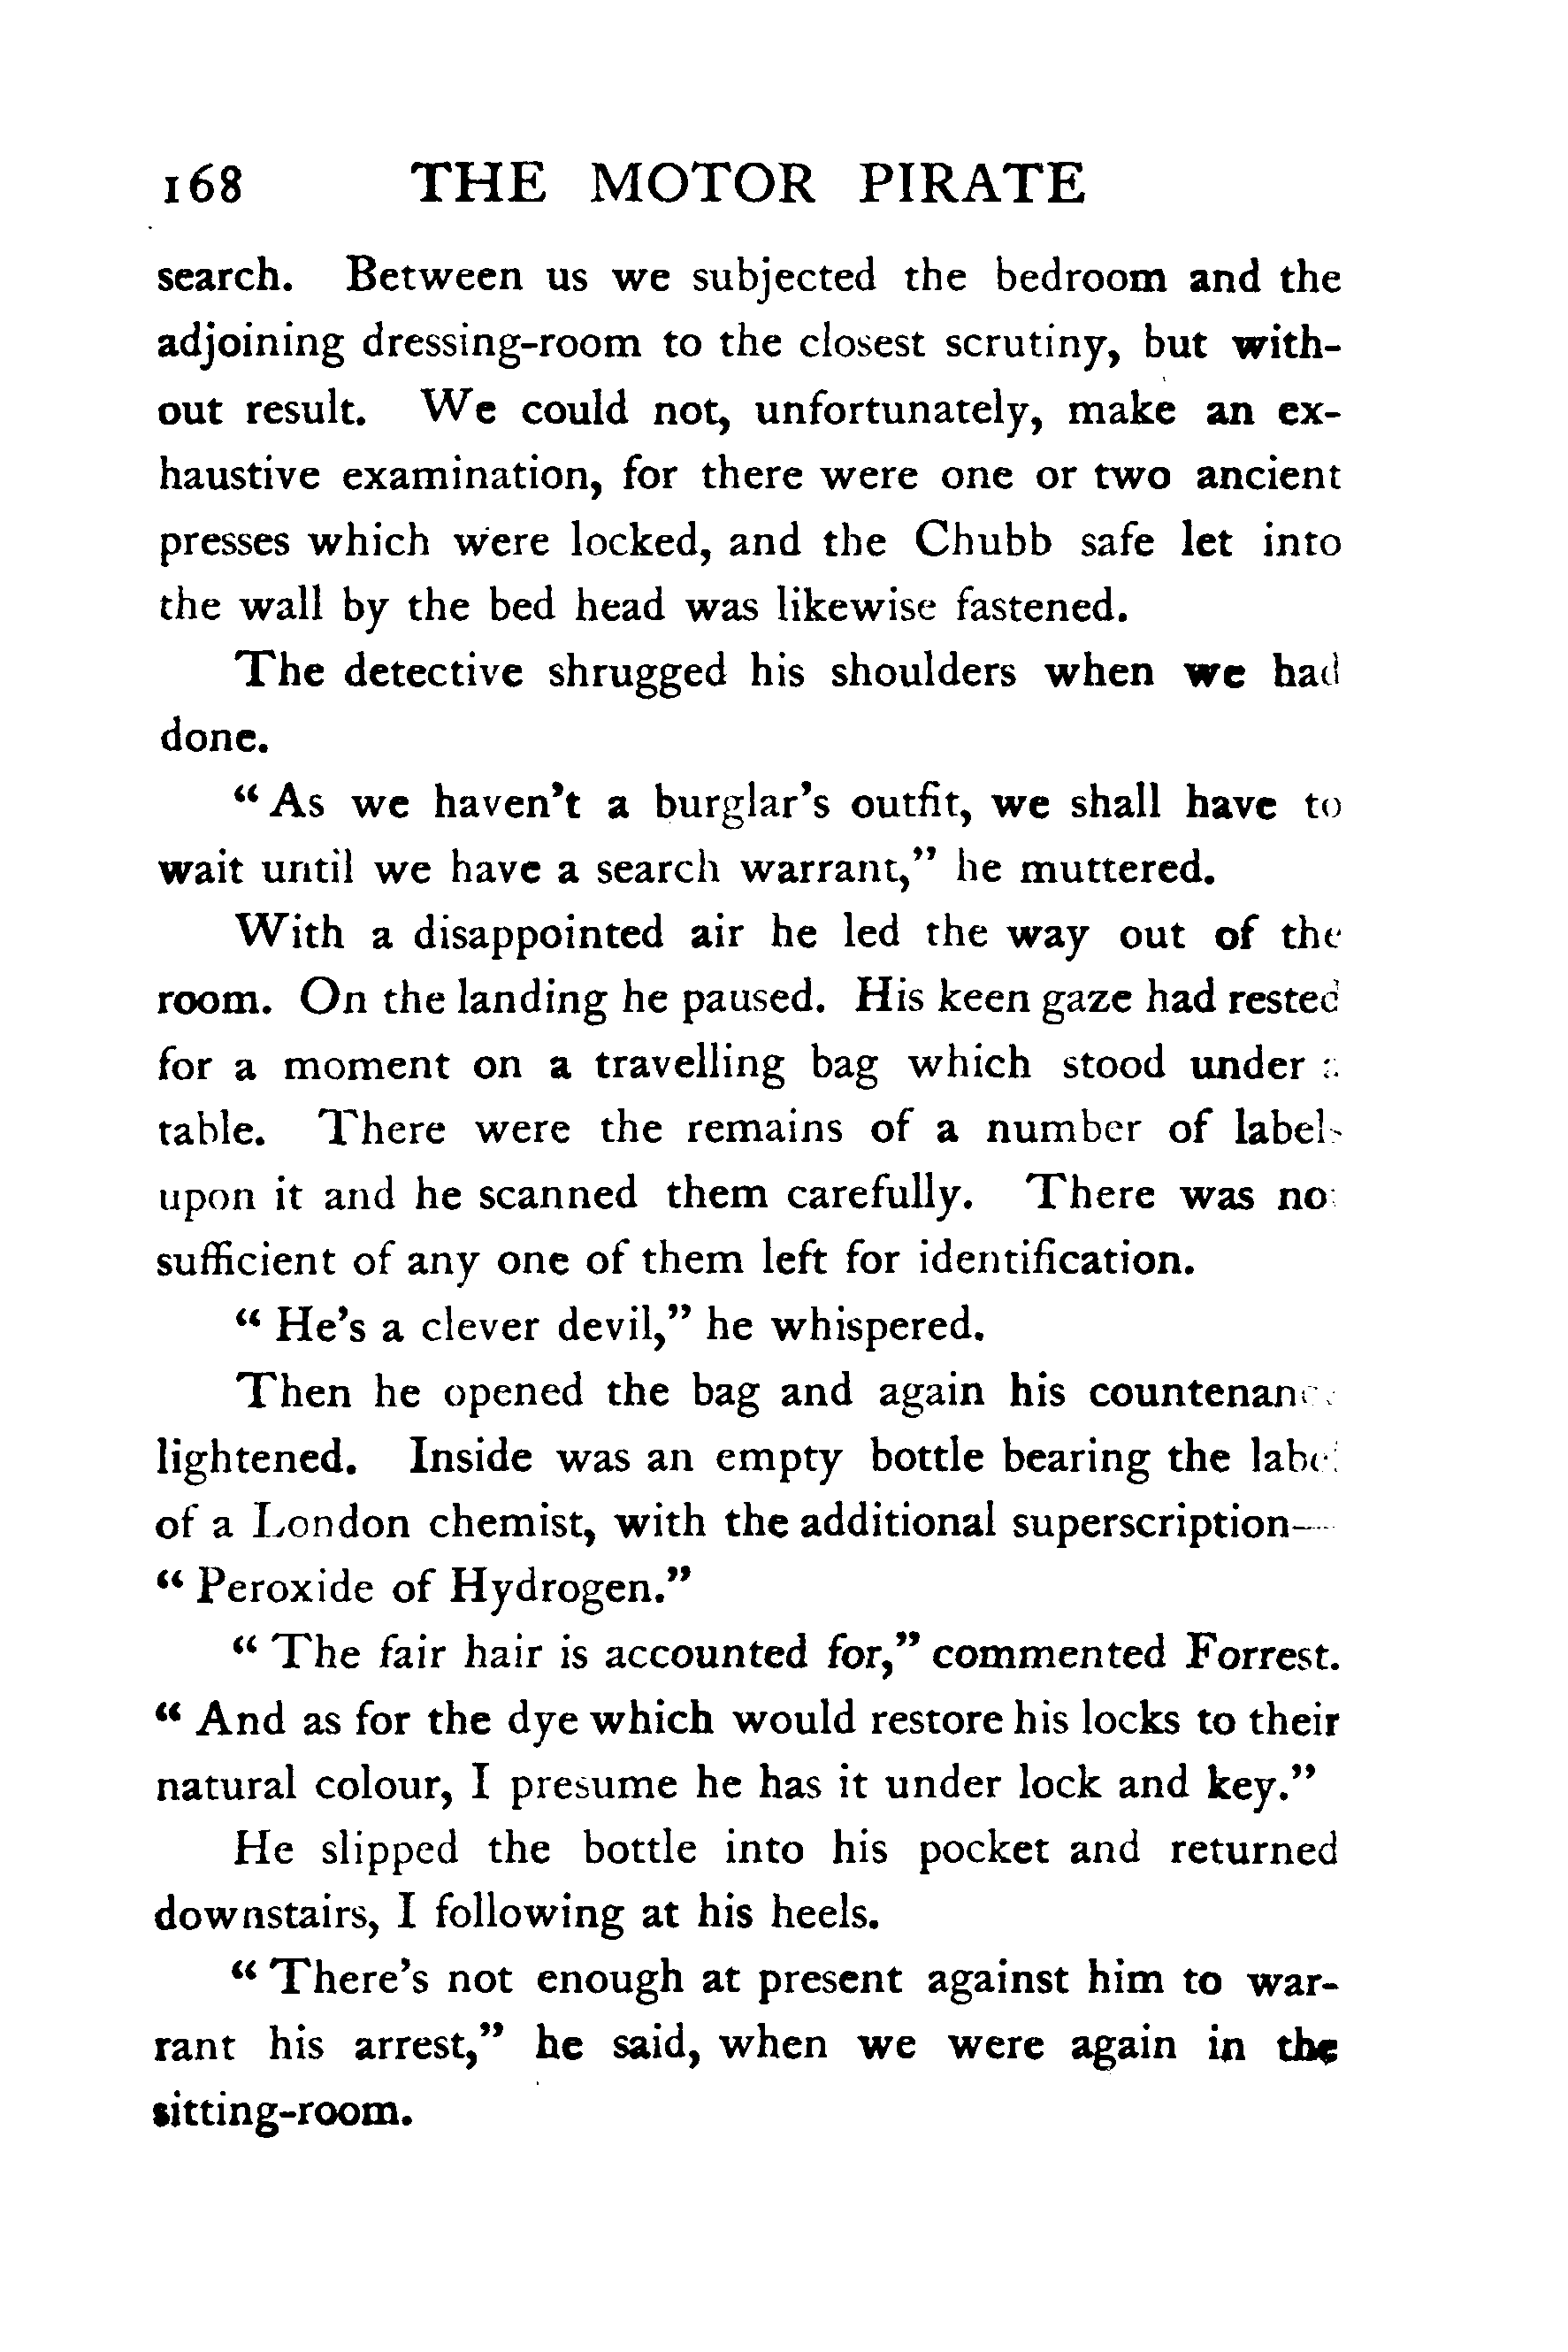 168 THE MOTOR PIRATE
search. Between us we subjected the bedroom and the
adjoining dressing-room to the closest scrutiny, but with-
out result. We could not, unfortunately, make an ex-
haustive examination, for there were one or two ancient
presses which were locked, and the Chubb safe let into
the wall by the bed head was likewise fastened.
The detective shrugged his shoulders when we had
done.
“ As we haven’t a burglar’s outfit, we shall have to
wait until we have a search warrant,” he muttered.
With a disappointed air he led the way out of the
room. On the landing he paused. His keen gaze had rested
for a moment on a travelling bag which stood under a
table. There were the remains of a number of labels
upon it and he scanned them carefully. There was not
sufficient of any one of them left for identification.
“ He’s a clever devil,” he whispered.
Then he opened the bag and again his countenance
lightened. Inside was an empty bottle bearing the label
of a London chemist, with the additional superscription—
“ Peroxide of Hydrogen.”
“ The fair hair is accounted for,” commented Forrest.
“ And as for the dye which would restore his locks to their
natural colour, I presume he has it under lock and key.”
He slipped the bottle into his pocket and returned
downstairs, I following at his heels.
“ There’s not enough at present against him to war-
rant his arrest,” he said, when we were again in the
sitting-room.